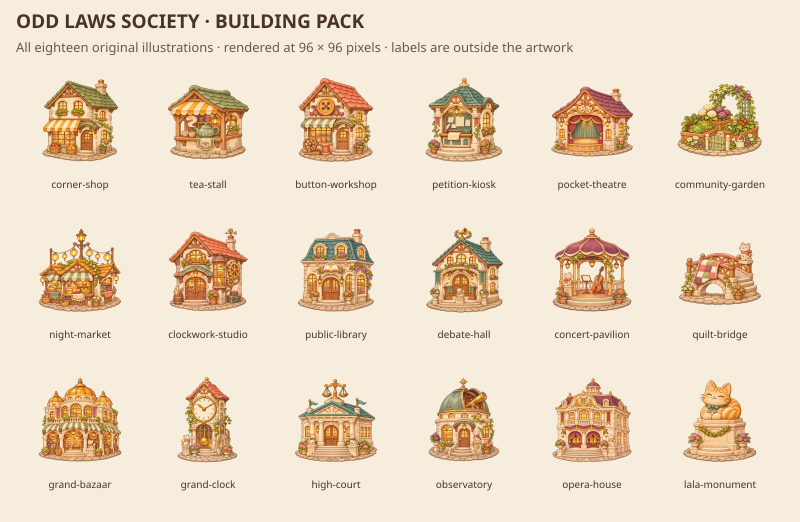 ODD LAWS SOCIETY · BUILDING PACK
All eighteen original illustrations · rendered at 96 × 96 pixels · labels are outside the artwork
corner-shop tea-stall button-workshop petition-kiosk pocket-theatre community-garden
night-market clockwork-studio public-library debate-hall concert-pavilion quilt-bridge
grand-bazaar grand-clock high-court observatory opera-house lala-monument